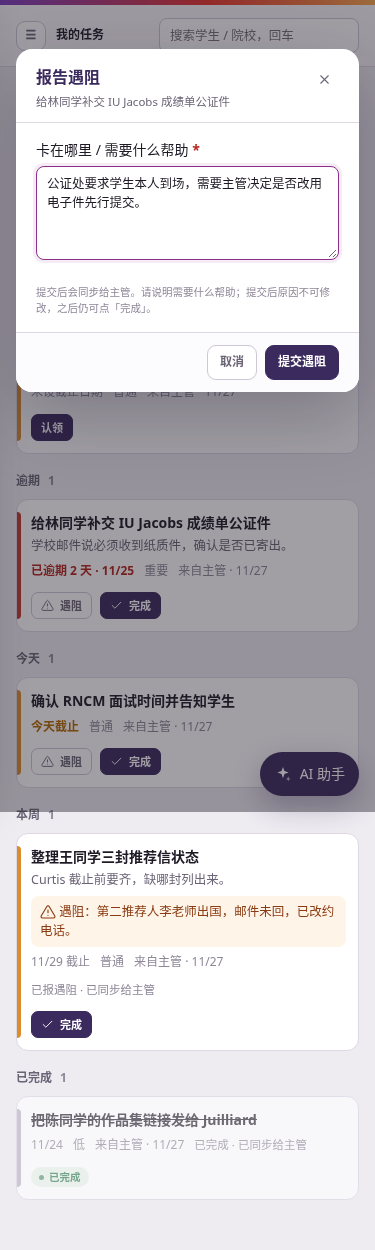 我的任务
搜索学生 / 院校，回车
报告遇阻
给林同学补交 IU Jacobs 成绩单公证件
卡在哪里 / 需要什么帮助 *
公证处要求学生本人到场，需要主管决定是否改用
电子件先行提交。
提交后会同步给主管。请说明需要什么帮助；提交后原因不可修
改，之后仍可点「完成」。
取消
提交遇阻
未设截止日期 普通 来自主管 · 11/27
认领
逾期 1
给林同学补交 IU Jacobs 成绩单公证件
学校邮件说必须收到纸质件，确认是否已寄出。
已逾期 2 天 · 11/25 重要 来自主管 · 11/27
遇阻
完成
今天 1
确认 RNCM 面试时间并告知学生
今天截止 普通 来自主管 · 11/27
遇阻
完成
AI 助手
本周 1
整理王同学三封推荐信状态
Curtis 截止前要齐，缺哪封列出来。
遇阻：第二推荐人李老师出国，邮件未回，已改约
电话。
11/29 截止 普通 来自主管 · 11/27
已报遇阻 · 已同步给主管
完成
已完成 1
把陈同学的作品集链接发给 Juilliard
11/24 低 来自主管 · 11/27 已完成 · 已同步给主管
已完成